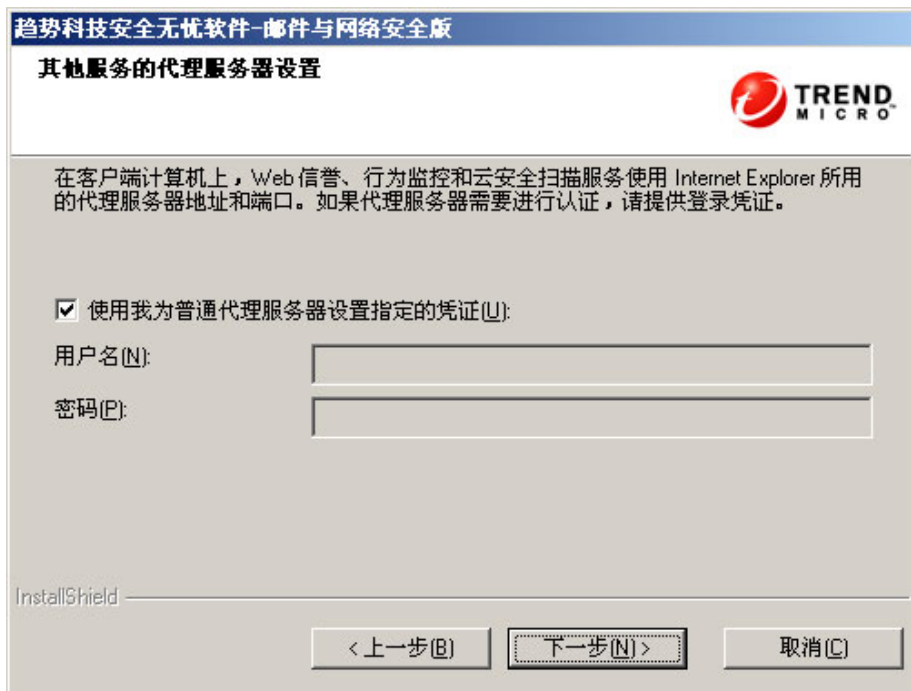 趋势科技安全无忧软件-邮件与网络安全版
其他服务的代理服务器设置
TREND
MICRO
在客户端计算机上，Web 信誉、行为监控和云安全扫描服务使用 Internet Explorer 所用
的代理服务器地址和端口。如果代理服务器需要进行认证，请提供登录凭证。
使用我为普通代理服务器设置指定的凭证(U):
用户名(N):
密码(P):
InstallShield
< 上一步(B)
下一步(N) >
取消(C)